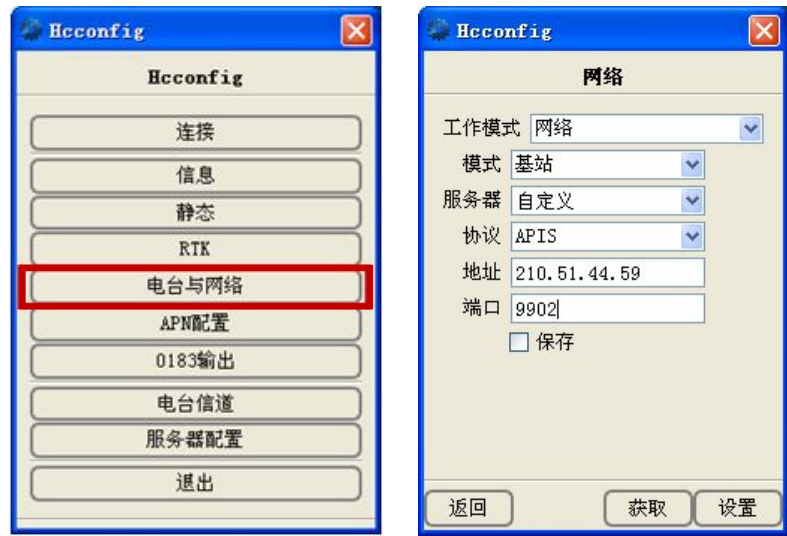 Hcconfig
Hcconfig
连接
信息
静态
RTK
电台与网络
APN配置
0183输出
电台信道
服务器配置
退出
Hcconfig
网络
工作模式 网络
模式 基站
服务器 自定义
协议 APIS
地址 210.51.44.59
端口 9902
保存
返回 获取 设置